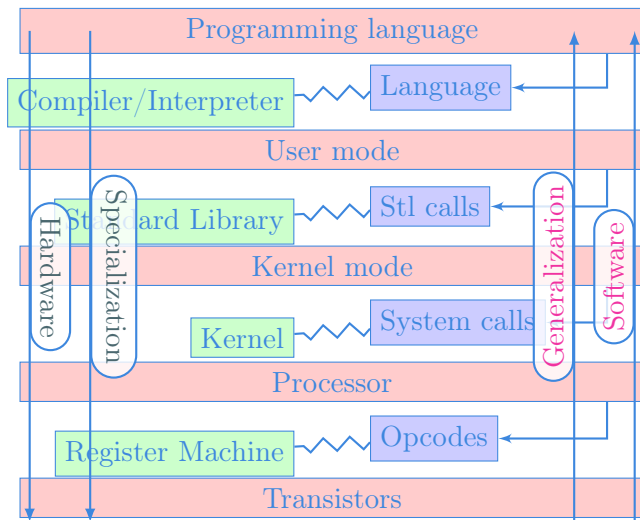 Programming language
Language
Compiler/Interpreter
User mode
Stl calls
Standard Library
Kernel mode
System calls
Kernel
Processor
Opcodes
Register Machine
Transistors
Hardware
Specialization
Generalization
Software